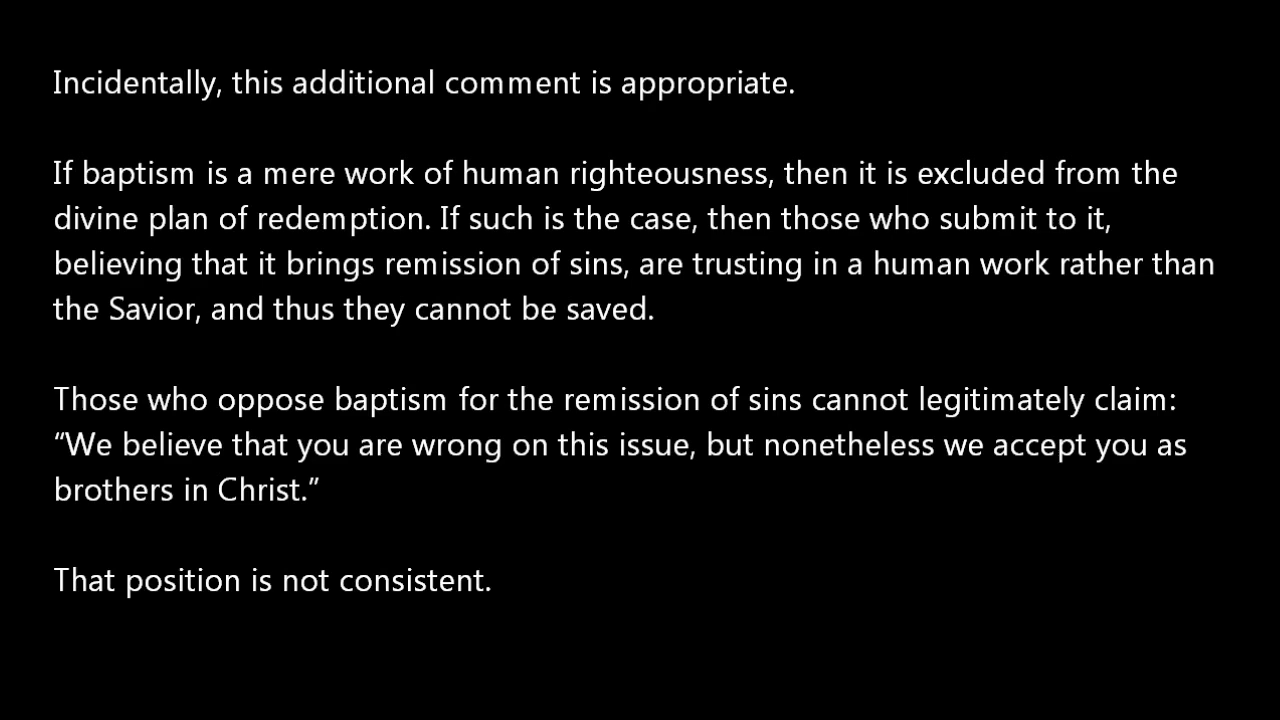 Incidentally, this additional comment is appropriate.
If baptism is a mere work of human righteousness, then it is excluded from the
divine plan of redemption. If such is the case, then those who submit to it,
believing that it brings remission of sins, are trusting in a human work rather than
the Savior, and thus they cannot be saved.
Those who oppose baptism for the remission of sins cannot legitimately claim:
“We believe that you are wrong on this issue, but nonetheless we accept you as
brothers in Christ.”
That position is not consistent.